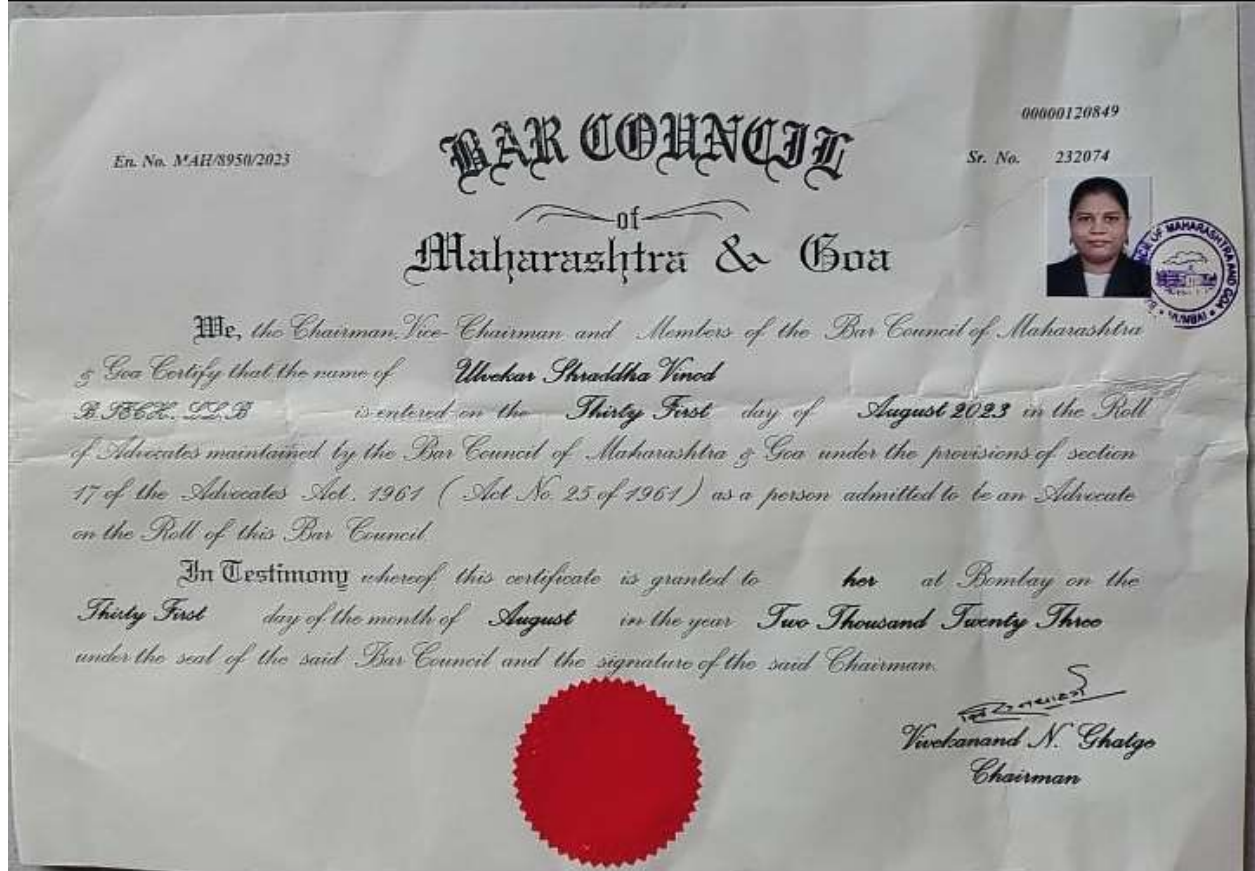 00000120849
En. No. MAH/8950/2023
BAR COUNCIL
Sr. No. 232074
of
Maharashtra & Goa
OF MAHARASHTRA AND GOA
MUMBAI
We, the Chairman, Vice-Chairman and Members of the Bar Council of Maharashtra
& Goa Certify that the name of Ulvekar Shraddha Vinod
B.TECH. LLB is entered on the Thirty First day of August 2023 in the Roll
of Advocates maintained by the Bar Council of Maharashtra & Goa under the provisions of section
17 of the Advocates Act, 1961 ( Act No. 25 of 1961 ) as a person admitted to be an Advocate
on the Roll of this Bar Council.
In Testimony whereof this certificate is granted to her at Bombay on the
Thirty First day of the month of August in the year Two Thousand Twenty Three
under the seal of the said Bar Council and the signature of the said Chairman.
Vivekanand N. Ghatge
Chairman